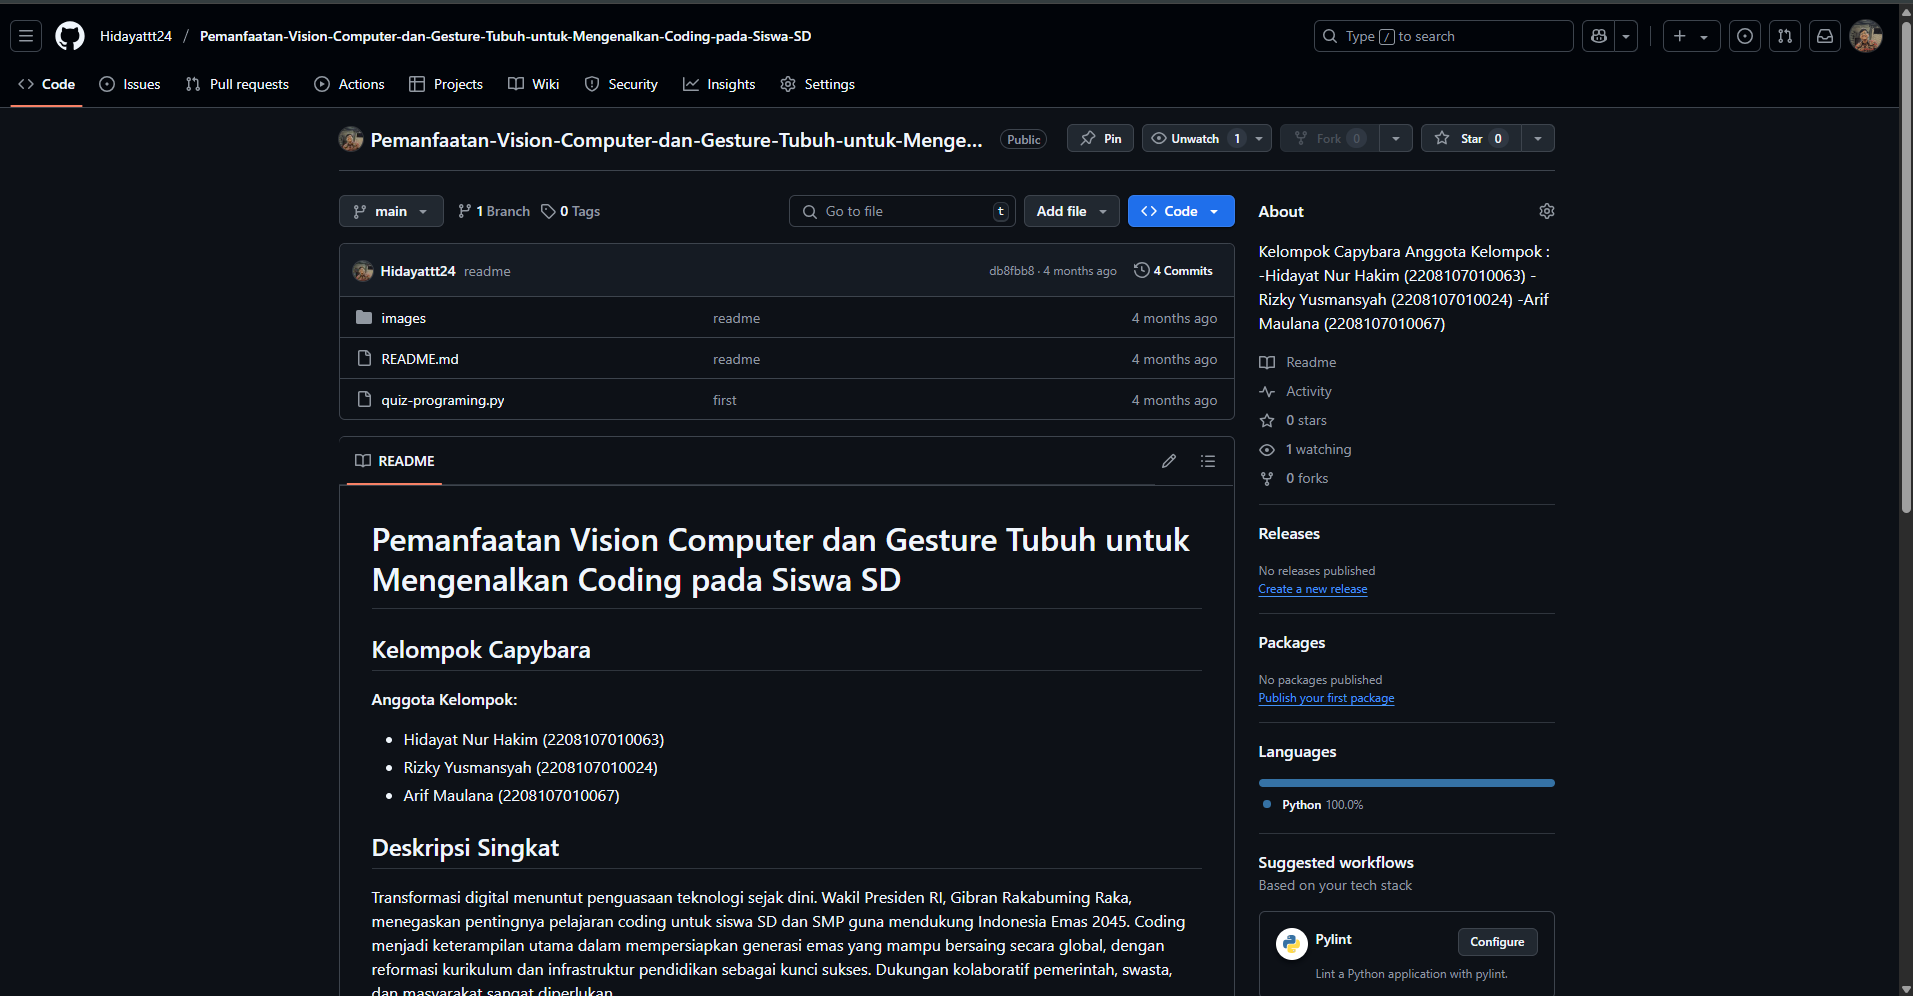 Hidayattt24 / Pemanfaatan-Vision-Computer-dan-Gesture-Tubuh-untuk-Mengenalkan-Coding-pada-Siswa-SD
Type / to search
Code Issues Pull requests Actions Projects Wiki Security Insights Settings
Pemanfaatan-Vision-Computer-dan-Gesture-Tubuh-untuk-Menge... Public
Pin Unwatch 1 Fork 0 Star 0
main 1 Branch 0 Tags
Go to file t Add file Code
Hidayattt24 readme db8fbb8 · 4 months ago 4 Commits
images readme 4 months ago
README.md readme 4 months ago
quiz-programing.py first 4 months ago
README
Pemanfaatan Vision Computer dan Gesture Tubuh untuk
Mengenalkan Coding pada Siswa SD
Kelompok Capybara
Anggota Kelompok:
• Hidayat Nur Hakim (2208107010063)
• Rizky Yusmansyah (2208107010024)
• Arif Maulana (2208107010067)
Deskripsi Singkat
Transformasi digital menuntut penguasaan teknologi sejak dini. Wakil Presiden RI, Gibran Rakabuming Raka,
menegaskan pentingnya pelajaran coding untuk siswa SD dan SMP guna mendukung Indonesia Emas 2045. Coding
menjadi keterampilan utama dalam mempersiapkan generasi emas yang mampu bersaing secara global, dengan
reformasi kurikulum dan infrastruktur pendidikan sebagai kunci sukses. Dukungan kolaboratif pemerintah, swasta,
dan masyarakat sangat diperlukan.
About
Kelompok Capybara Anggota Kelompok :
-Hidayat Nur Hakim (2208107010063) -
Rizky Yusmansyah (2208107010024) -Arif
Maulana (2208107010067)
Readme
Activity
0 stars
1 watching
0 forks
Releases
No releases published
Create a new release
Packages
No packages published
Publish your first package
Languages
Python 100.0%
Suggested workflows
Based on your tech stack
Pylint Configure
Lint a Python application with pylint.